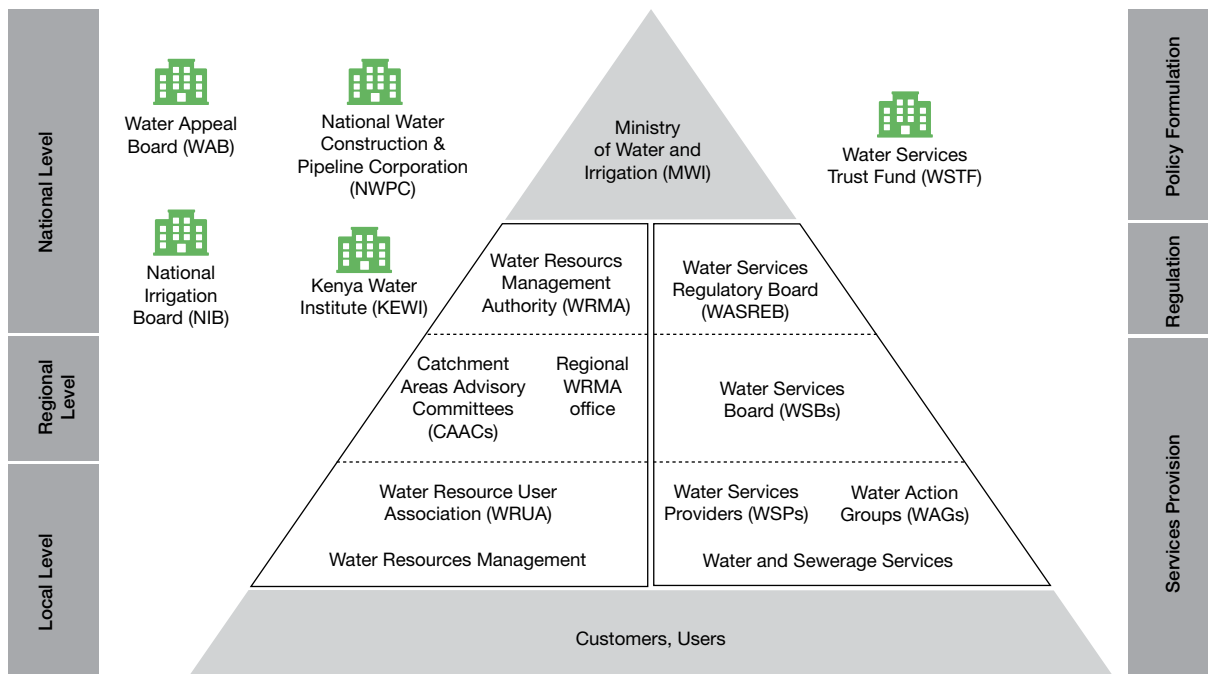 National Level
Regional
Level
Local Level
Water Appeal
Board (WAB)
National Water
Construction &
Pipeline Corporation
(NWPC)
National
Irrigation
Board (NIB)
Kenya Water
Institute (KEWI)
Ministry
of Water and
Irrigation (MWI)
Water Services
Trust Fund (WSTF)
Water Resourcs
Management
Authority (WRMA)
Water Services
Regulatory Board
(WASREB)
Catchment
Areas Advisory
Committees
(CAACs)
Regional
WRMA
office
Water Services
Board (WSBs)
Water Resource User
Association (WRUA)
Water Services
Providers (WSPs)
Water Action
Groups (WAGs)
Water Resources Management
Water and Sewerage Services
Customers, Users
Policy Formulation
Regulation
Services Provision